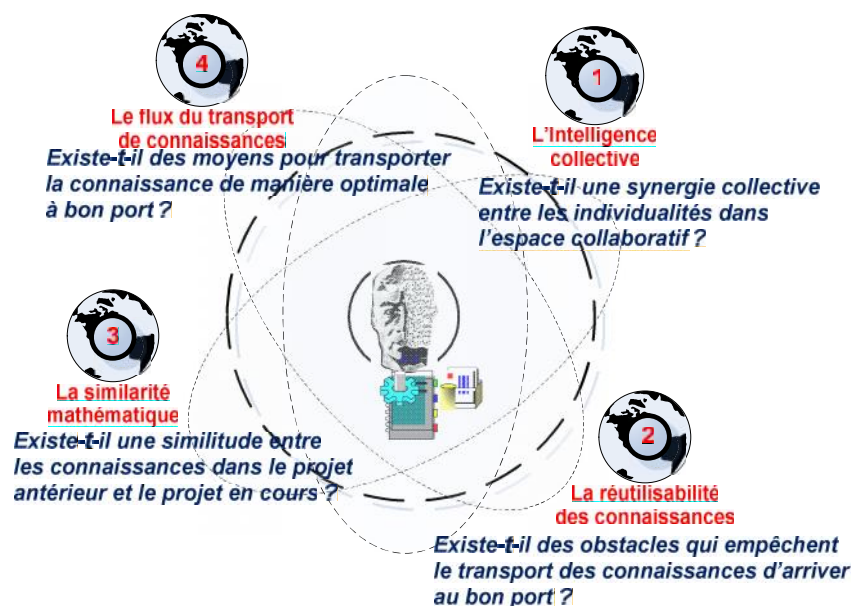 4
Le flux du transport
de connaissances
Existe-t-il des moyens pour transporter
la connaissance de manière optimale
à bon port ?
1
L'Intelligence
collective
Existe-t-il une synergie collective
entre les individualités dans
l'espace collaboratif ?
3
La similarité
mathématique
Existe-t-il une similitude entre
les connaissances dans le projet
antérieur et le projet en cours ?
2
La réutilisabilité
des connaissances
Existe-t-il des obstacles qui empêchent
le transport des connaissances d'arriver
au bon port ?